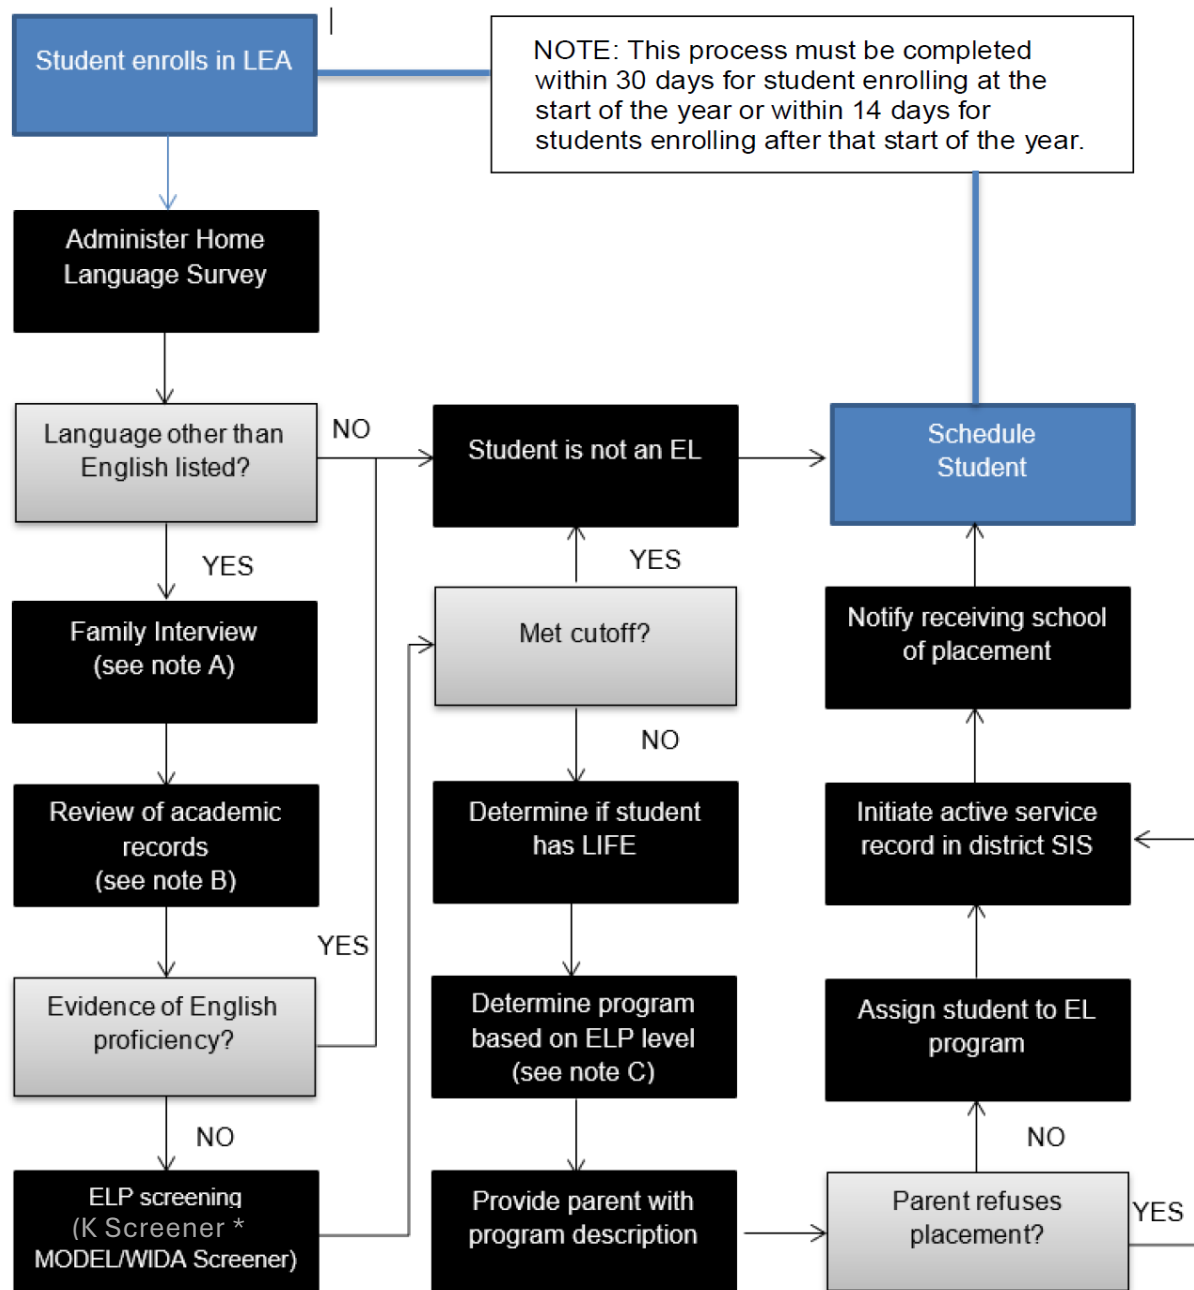 Student enrolls in LEA
NOTE: This process must be completed
within 30 days for student enrolling at the
start of the year or within 14 days for
students enrolling after that start of the year.
Administer Home
Language Survey
Language other than
English listed?
NO
YES
Student is not an EL
Schedule
Student
Family Interview
(see note A)
YES
Met cutoff?
NO
Notify receiving school
of placement
Review of academic
records
(see note B)
YES
Determine if student
has LIFE
Initiate active service
record in district SIS
Evidence of English
proficiency?
NO
Determine program
based on ELP level
(see note C)
Assign student to EL
program
NO
ELP screening
(K Screener *
MODEL/WIDA Screener)
Provide parent with
program description
Parent refuses
placement?
YES